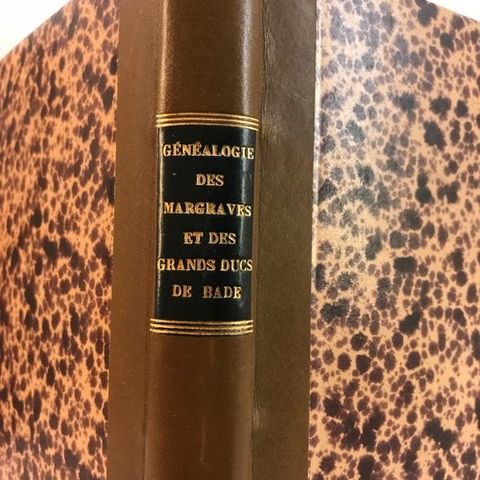 GÉNÉALOGIE
DES
MARGRAVES
ET DES
GRANDS DUCS
DE BADE